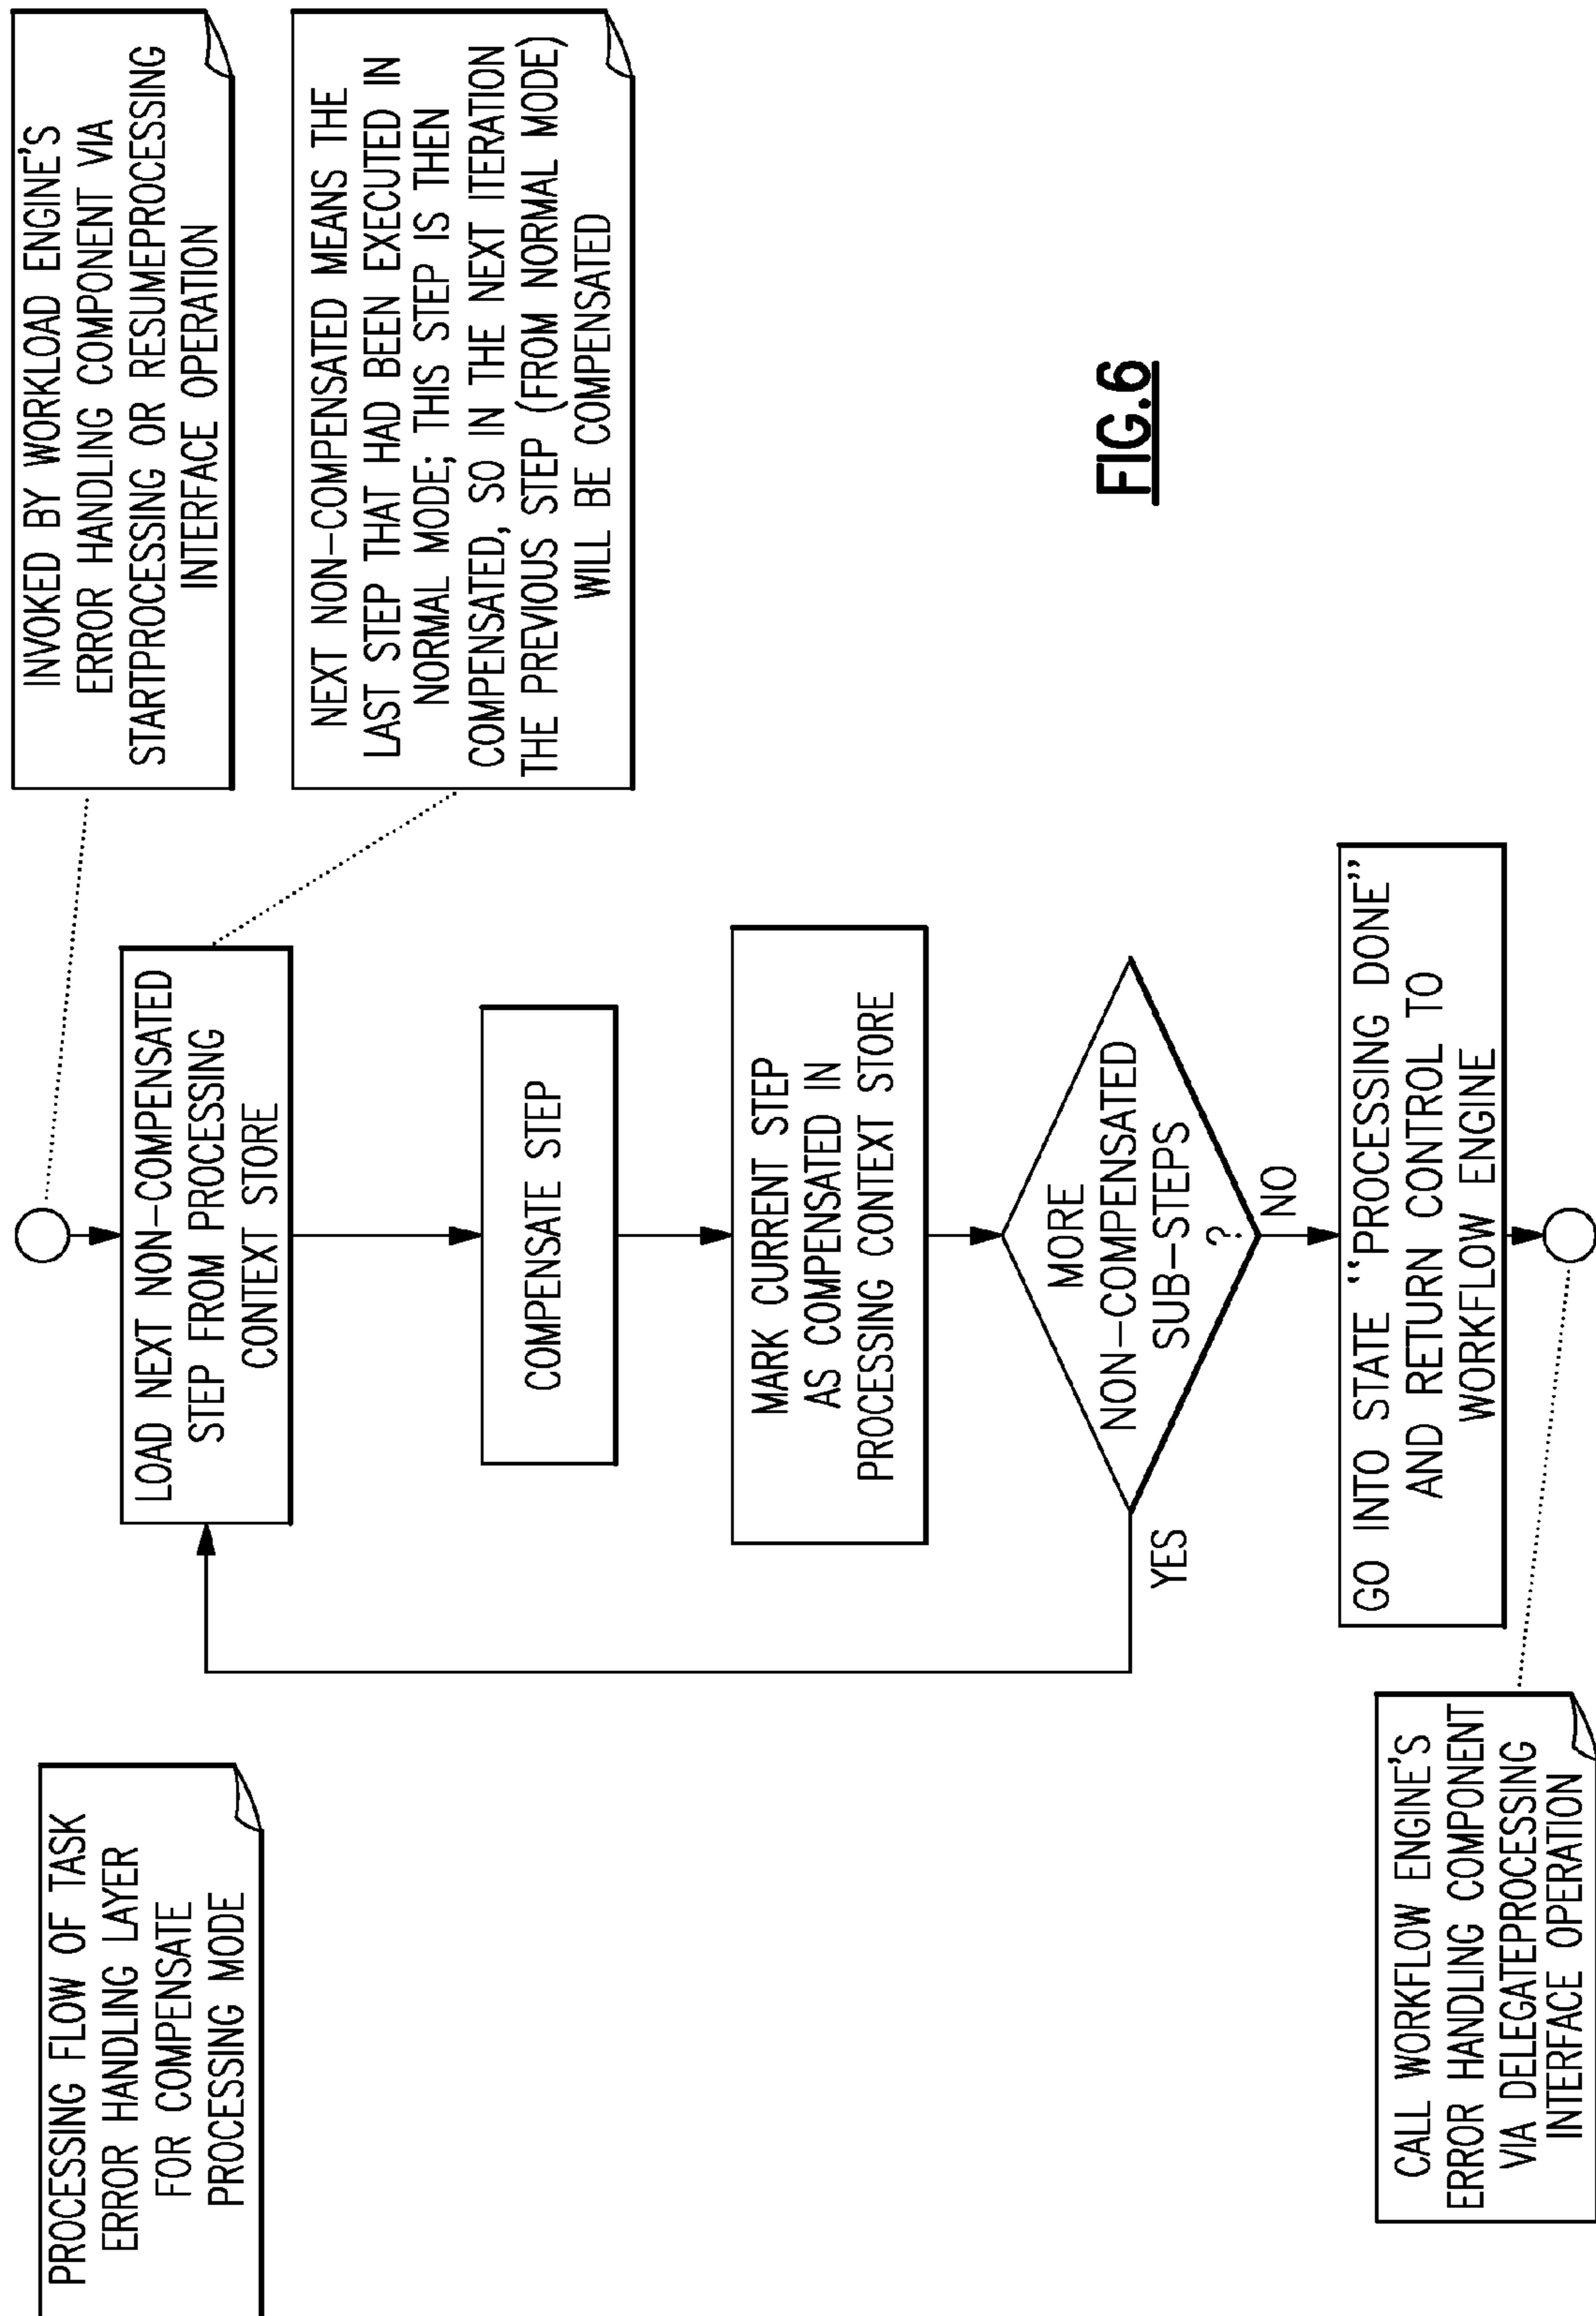 PROCESSING FLOW OF TASK
ERROR HANDLING LAYER
FOR COMPENSATE
PROCESSING MODE
INVOKED BY WORKLOAD ENGINE'S
ERROR HANDLING COMPONENT VIA
STARTPROCESSING OR RESUMEPROCESSING
INTERFACE OPERATION
LOAD NEXT NON-COMPENSATED
STEP FROM PROCESSING
CONTEXT STORE
NEXT NON-COMPENSATED MEANS THE
LAST STEP THAT HAD BEEN EXECUTED IN
NORMAL MODE; THIS STEP IS THEN
COMPENSATED, SO IN THE NEXT ITERATION
THE PREVIOUS STEP (FROM NORMAL MODE)
WILL BE COMPENSATED
COMPENSATE STEP
MARK CURRENT STEP
AS COMPENSATED IN
PROCESSING CONTEXT STORE
MORE
NON-COMPENSATED
SUB-STEPS
?
YES
NO
GO INTO STATE "PROCESSING DONE"
AND RETURN CONTROL TO
WORKFLOW ENGINE
CALL WORKFLOW ENGINE'S
ERROR HANDLING COMPONENT
VIA DELEGATEPROCESSING
INTERFACE OPERATION
FIG.6